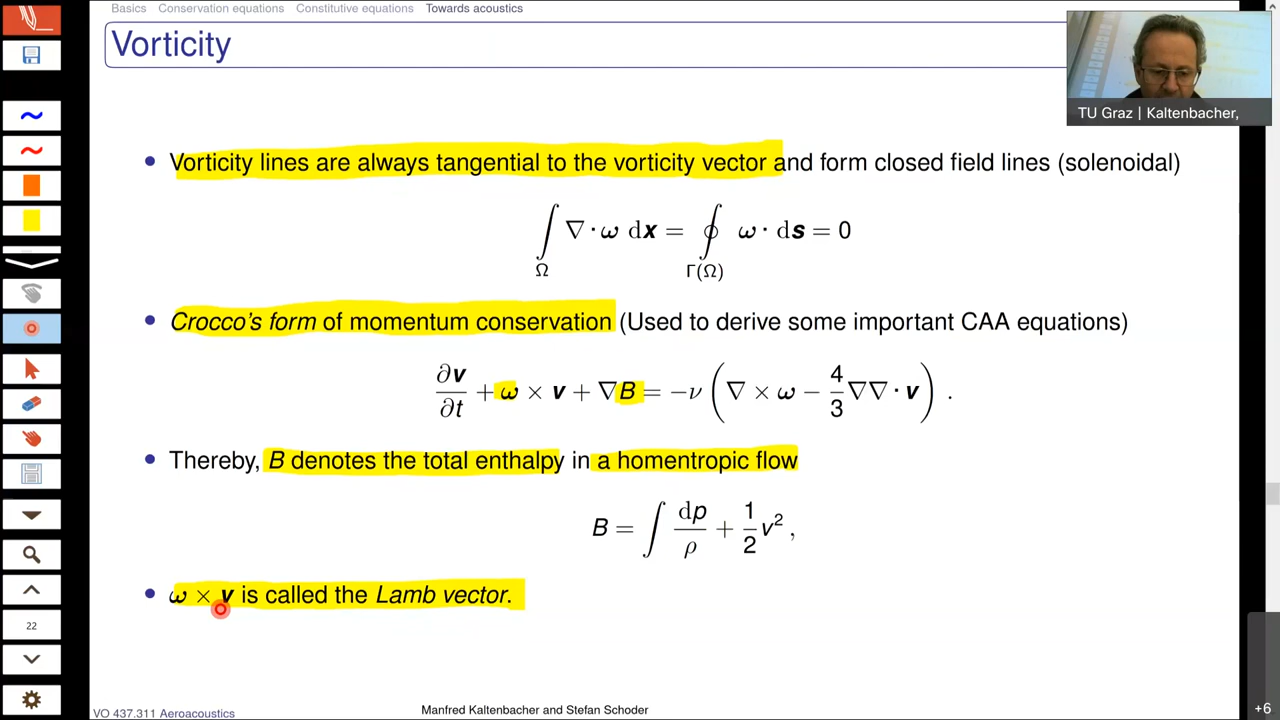 Basics Conservation equations Constitutive equations Towards acoustics
Vorticity
TU Graz | Kaltenbacher,
• Vorticity lines are always tangential to the vorticity vector and form closed field lines (solenoidal)
∫_Ω ∇ · ω dx = ∮_Γ(Ω) ω · ds = 0
• Crocco's form of momentum conservation (Used to derive some important CAA equations)
∂v/∂t + ω × v + ∇B = −ν (∇ × ω − 4/3 ∇∇ · v) .
• Thereby, B denotes the total enthalpy in a homentropic flow
B = ∫ dp/ρ + 1/2 v² ,
• ω × v is called the Lamb vector.
22
VO 437.311 Aeroacoustics
Manfred Kaltenbacher and Stefan Schoder
+6